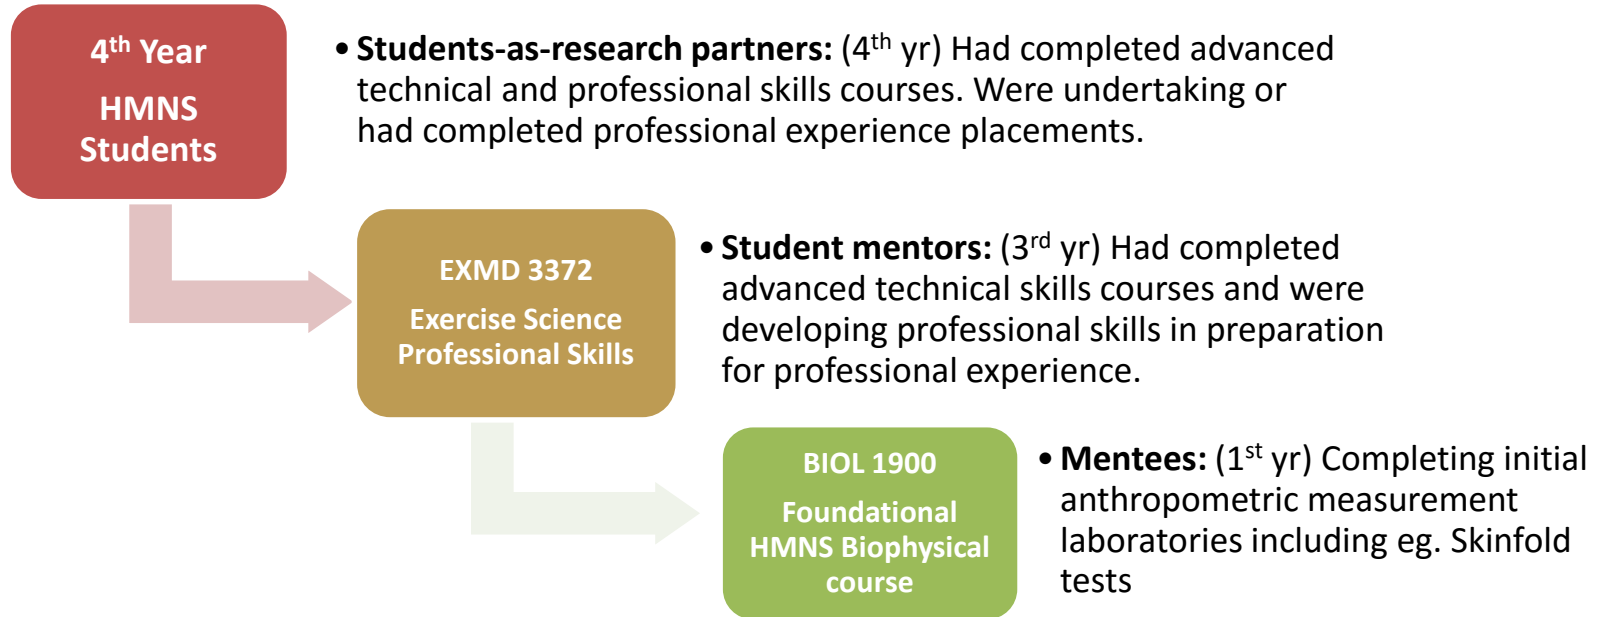 4th Year
HMNS
Students
• Students-as-research partners: (4th yr) Had completed advanced
technical and professional skills courses. Were undertaking or
had completed professional experience placements.
EXMD 3372
Exercise Science
Professional Skills
• Student mentors: (3rd yr) Had completed
advanced technical skills courses and were
developing professional skills in preparation
for professional experience.
BIOL 1900
Foundational
HMNS Biophysical
course
• Mentees: (1st yr) Completing initial
anthropometric measurement
laboratories including eg. Skinfold
tests